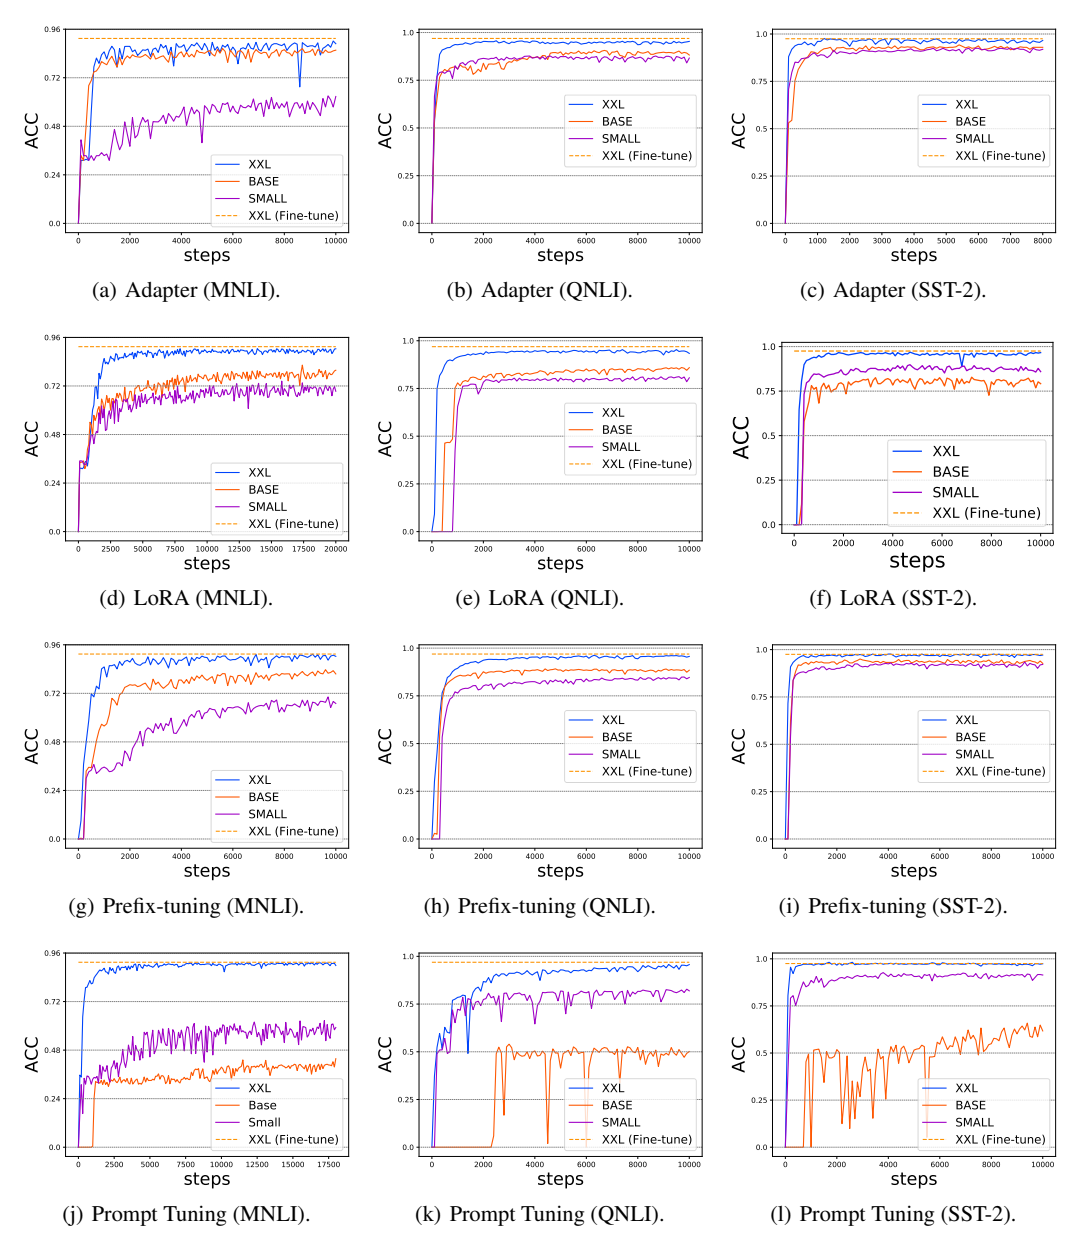 0.96
0.72
0.48
0.24
0.0
ACC
0 2000 4000 6000 8000 10000
steps
XXL
BASE
SMALL
XXL (Fine-tune)
(a) Adapter (MNLI).
1.0
0.75
0.5
0.25
0.0
ACC
0 2000 4000 6000 8000 10000
steps
XXL
BASE
SMALL
XXL (Fine-tune)
(b) Adapter (QNLI).
1.0
0.75
0.5
0.25
0.0
ACC
0 1000 2000 3000 4000 5000 6000 7000 8000
steps
XXL
BASE
SMALL
XXL (Fine-tune)
(c) Adapter (SST-2).
0.96
0.72
0.48
0.24
0.0
ACC
0 2500 5000 7500 10000 12500 15000 17500 20000
steps
XXL
BASE
SMALL
XXL (Fine-tune)
(d) LoRA (MNLI).
1.0
0.75
0.5
0.25
0.0
ACC
0 2000 4000 6000 8000 10000
steps
XXL
BASE
SMALL
XXL (Fine-tune)
(e) LoRA (QNLI).
1.0
0.75
0.5
0.25
0.0
ACC
0 2000 4000 6000 8000 10000
steps
XXL
BASE
SMALL
XXL (Fine-tune)
(f) LoRA (SST-2).
0.96
0.72
0.48
0.24
0.0
ACC
0 2000 4000 6000 8000 10000
steps
XXL
BASE
SMALL
XXL (Fine-tune)
(g) Prefix-tuning (MNLI).
1.0
0.75
0.5
0.25
0.0
ACC
0 2000 4000 6000 8000 10000
steps
XXL
BASE
SMALL
XXL (Fine-tune)
(h) Prefix-tuning (QNLI).
1.0
0.75
0.5
0.25
0.0
ACC
0 2000 4000 6000 8000 10000
steps
XXL
BASE
SMALL
XXL (Fine-tune)
(i) Prefix-tuning (SST-2).
0.96
0.72
0.48
0.24
0.0
ACC
0 2500 5000 7500 10000 12500 15000 17500
steps
XXL
Base
Small
XXL (Fine-tune)
(j) Prompt Tuning (MNLI).
1.0
0.75
0.5
0.25
0.0
ACC
0 2000 4000 6000 8000 10000
steps
XXL
BASE
SMALL
XXL (Fine-tune)
(k) Prompt Tuning (QNLI).
1.0
0.75
0.5
0.25
0.0
ACC
0 2000 4000 6000 8000 10000
steps
XXL
BASE
SMALL
XXL (Fine-tune)
(l) Prompt Tuning (SST-2).